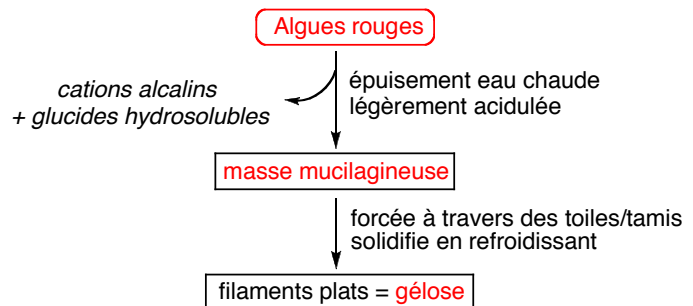 Algues rouges
cations alcalins
+ glucides hydrosolubles
épuisement eau chaude
légèrement acidulée
masse mucilagineuse
forcée à travers des toiles/tamis
solidifie en refroidissant
filaments plats = gélose